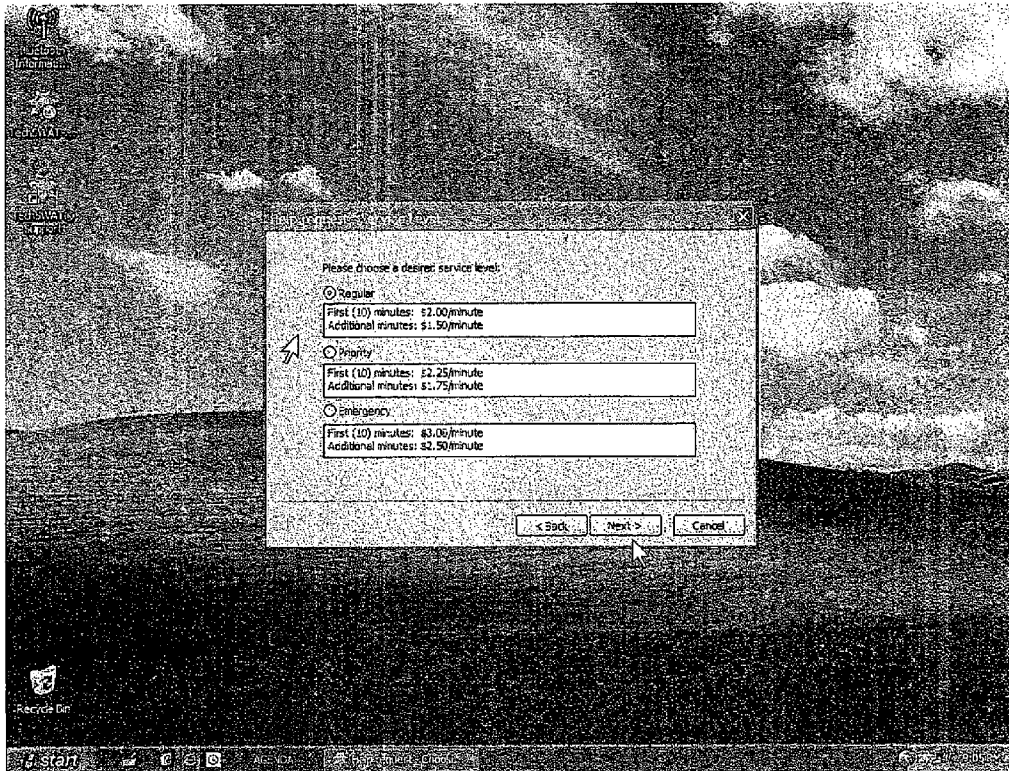 Support
Please choose a desired service level:
Regular
First (10) minutes: $2.00/minute
Additional minutes: $1.50/minute
Priority
First (10) minutes: $2.25/minute
Additional minutes: $1.75/minute
Emergency
First (10) minutes: $3.00/minute
Additional minutes: $2.50/minute
< Back
Next >
Cancel
Recycle Bin
start